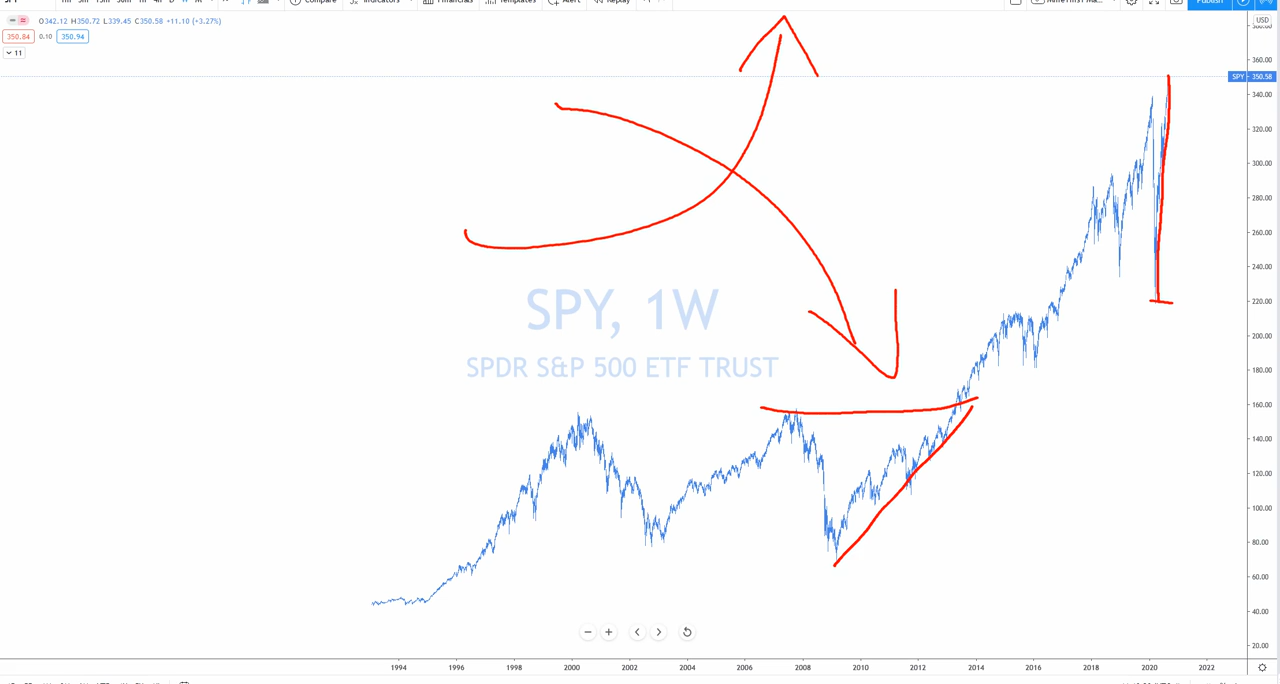 Compare Indicators Financials Templates Alert Replay Publish
O342.12 H350.72 L339.45 C350.58 +11.10 (+3.27%)
350.84 0.10 350.94
11
USD
360.00
SPY 350.58
340.00
320.00
300.00
280.00
260.00
240.00
220.00
200.00
180.00
160.00
140.00
120.00
100.00
80.00
60.00
40.00
20.00
SPY, 1W
SPDR S&P 500 ETF TRUST
1994 1996 1998 2000 2002 2004 2006 2008 2010 2012 2014 2016 2018 2020 2022